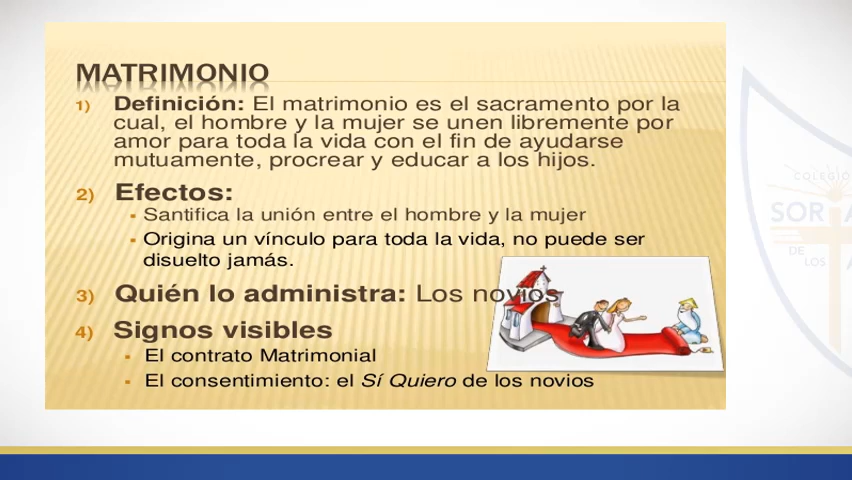 MATRIMONIO
1) Definición: El matrimonio es el sacramento por la
cual, el hombre y la mujer se unen libremente por
amor para toda la vida con el fin de ayudarse
mutuamente, procrear y educar a los hijos.
2) Efectos:
▪ Santifica la unión entre el hombre y la mujer
▪ Origina un vínculo para toda la vida, no puede ser
disuelto jamás.
3) Quién lo administra: Los novios
4) Signos visibles
▪ El contrato Matrimonial
▪ El consentimiento: el Sí Quiero de los novios
COLEGIO
SOR
DE
LOS